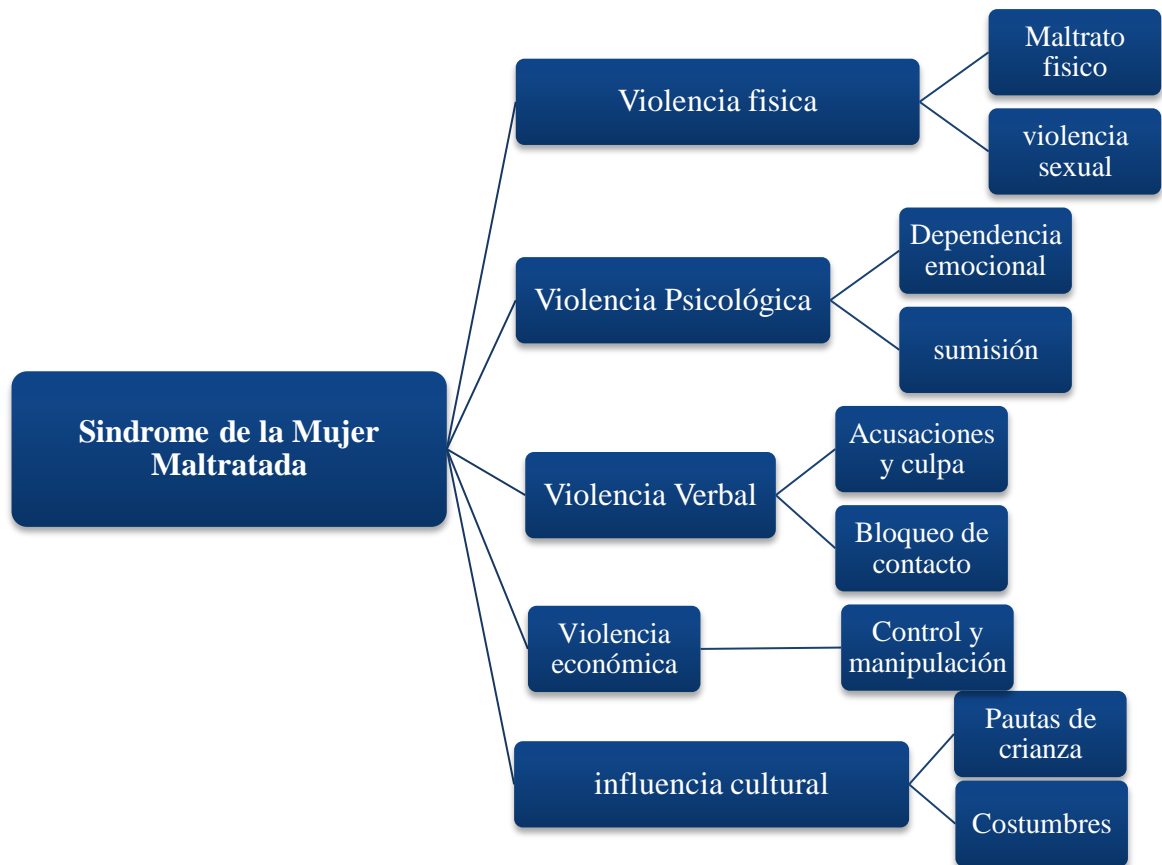 Sindrome de la Mujer
Maltratada
Violencia fisica
Maltrato
fisico
violencia
sexual
Violencia Psicológica
Dependencia
emocional
sumisión
Violencia Verbal
Acusaciones
y culpa
Bloqueo de
contacto
Violencia
económica
Control y
manipulación
influencia cultural
Pautas de
crianza
Costumbres